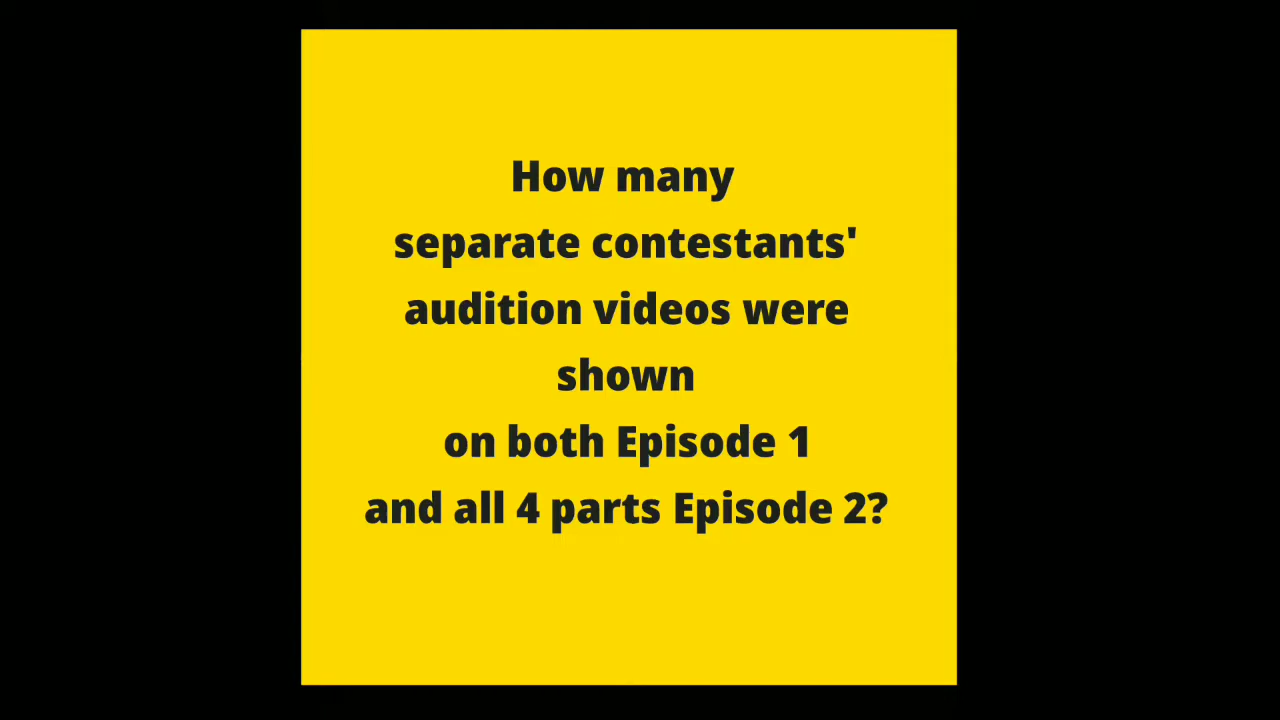 How many
separate contestants'
audition videos were
shown
on both Episode 1
and all 4 parts Episode 2?